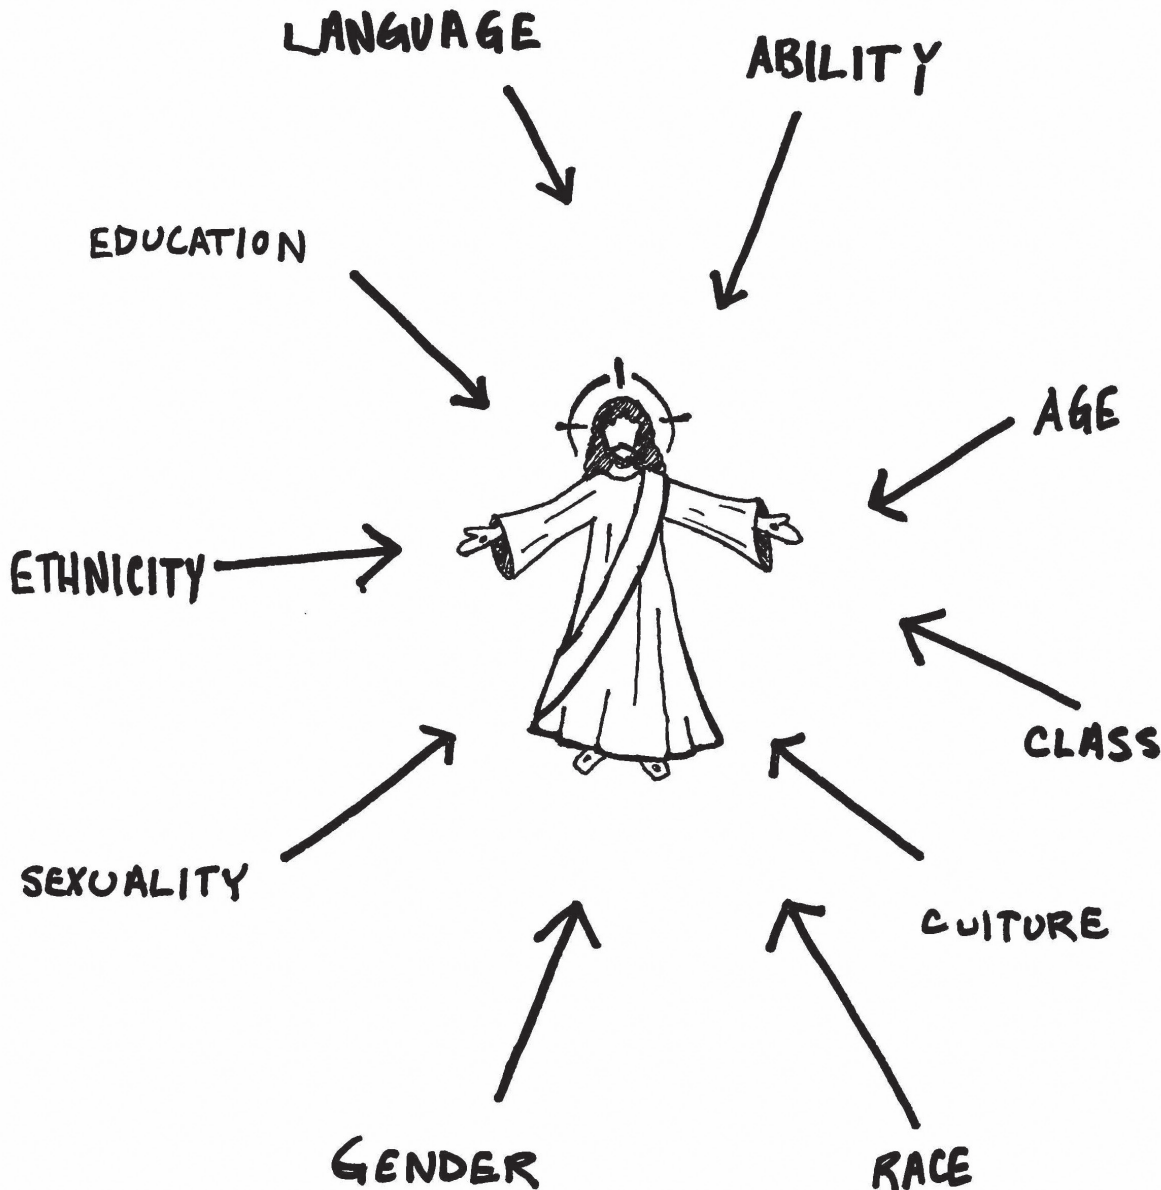 LANGUAGE
ABILITY
EDUCATION
AGE
ETHNICITY
CLASS
SEXUALITY
CULTURE
GENDER
RACE